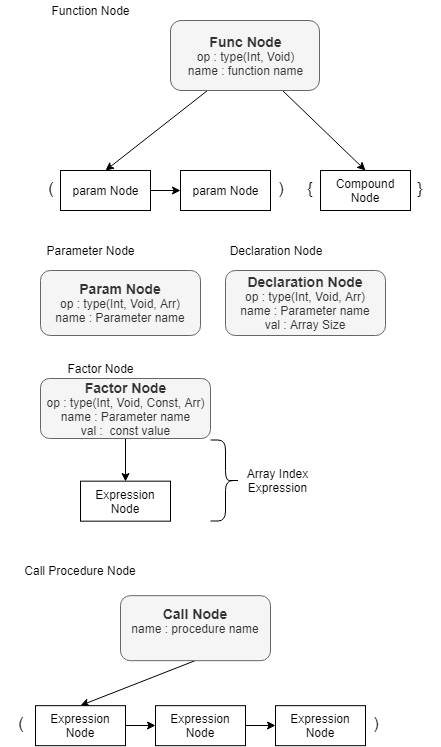 Function Node
Func Node
op : type(Int, Void)
name : function name
( param Node param Node ) { Compound Node }
Parameter Node
Declaration Node
Param Node
op : type(Int, Void, Arr)
name : Parameter name
Declaration Node
op : type(Int, Void, Arr)
name : Parameter name
val : Array Size
Factor Node
Factor Node
op : type(Int, Void, Const, Arr)
name : Parameter name
val : const value
Expression
Node
Array Index
Expression
Call Procedure Node
Call Node
name : procedure name
( Expression Node Expression Node Expression Node )